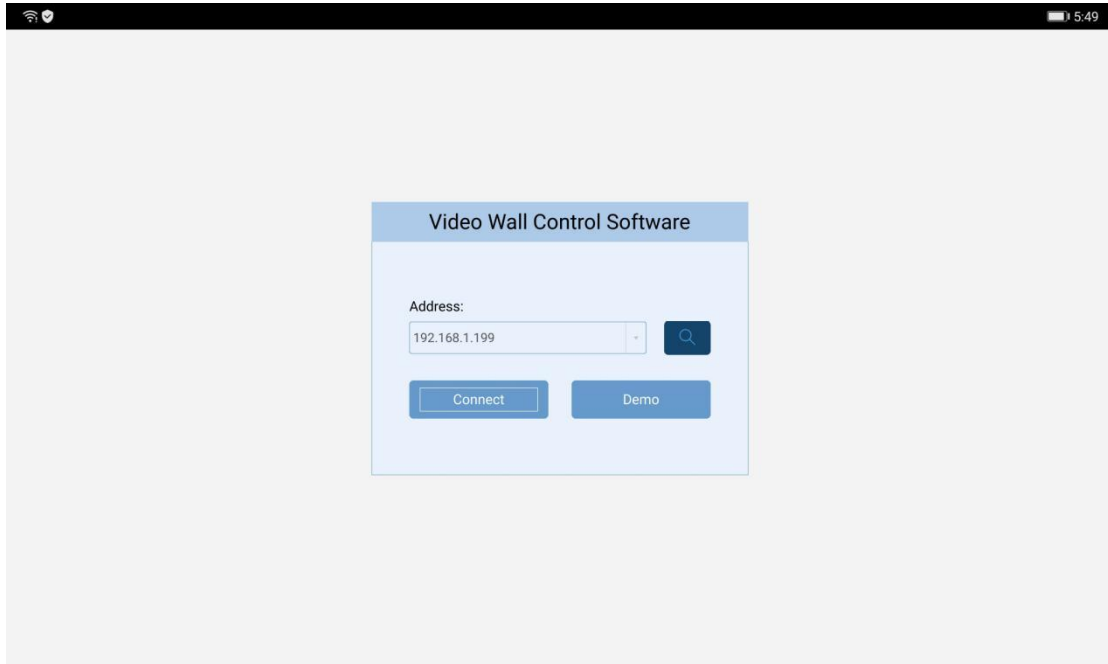 5:49
Video Wall Control Software
Address:
192.168.1.199
Connect Demo